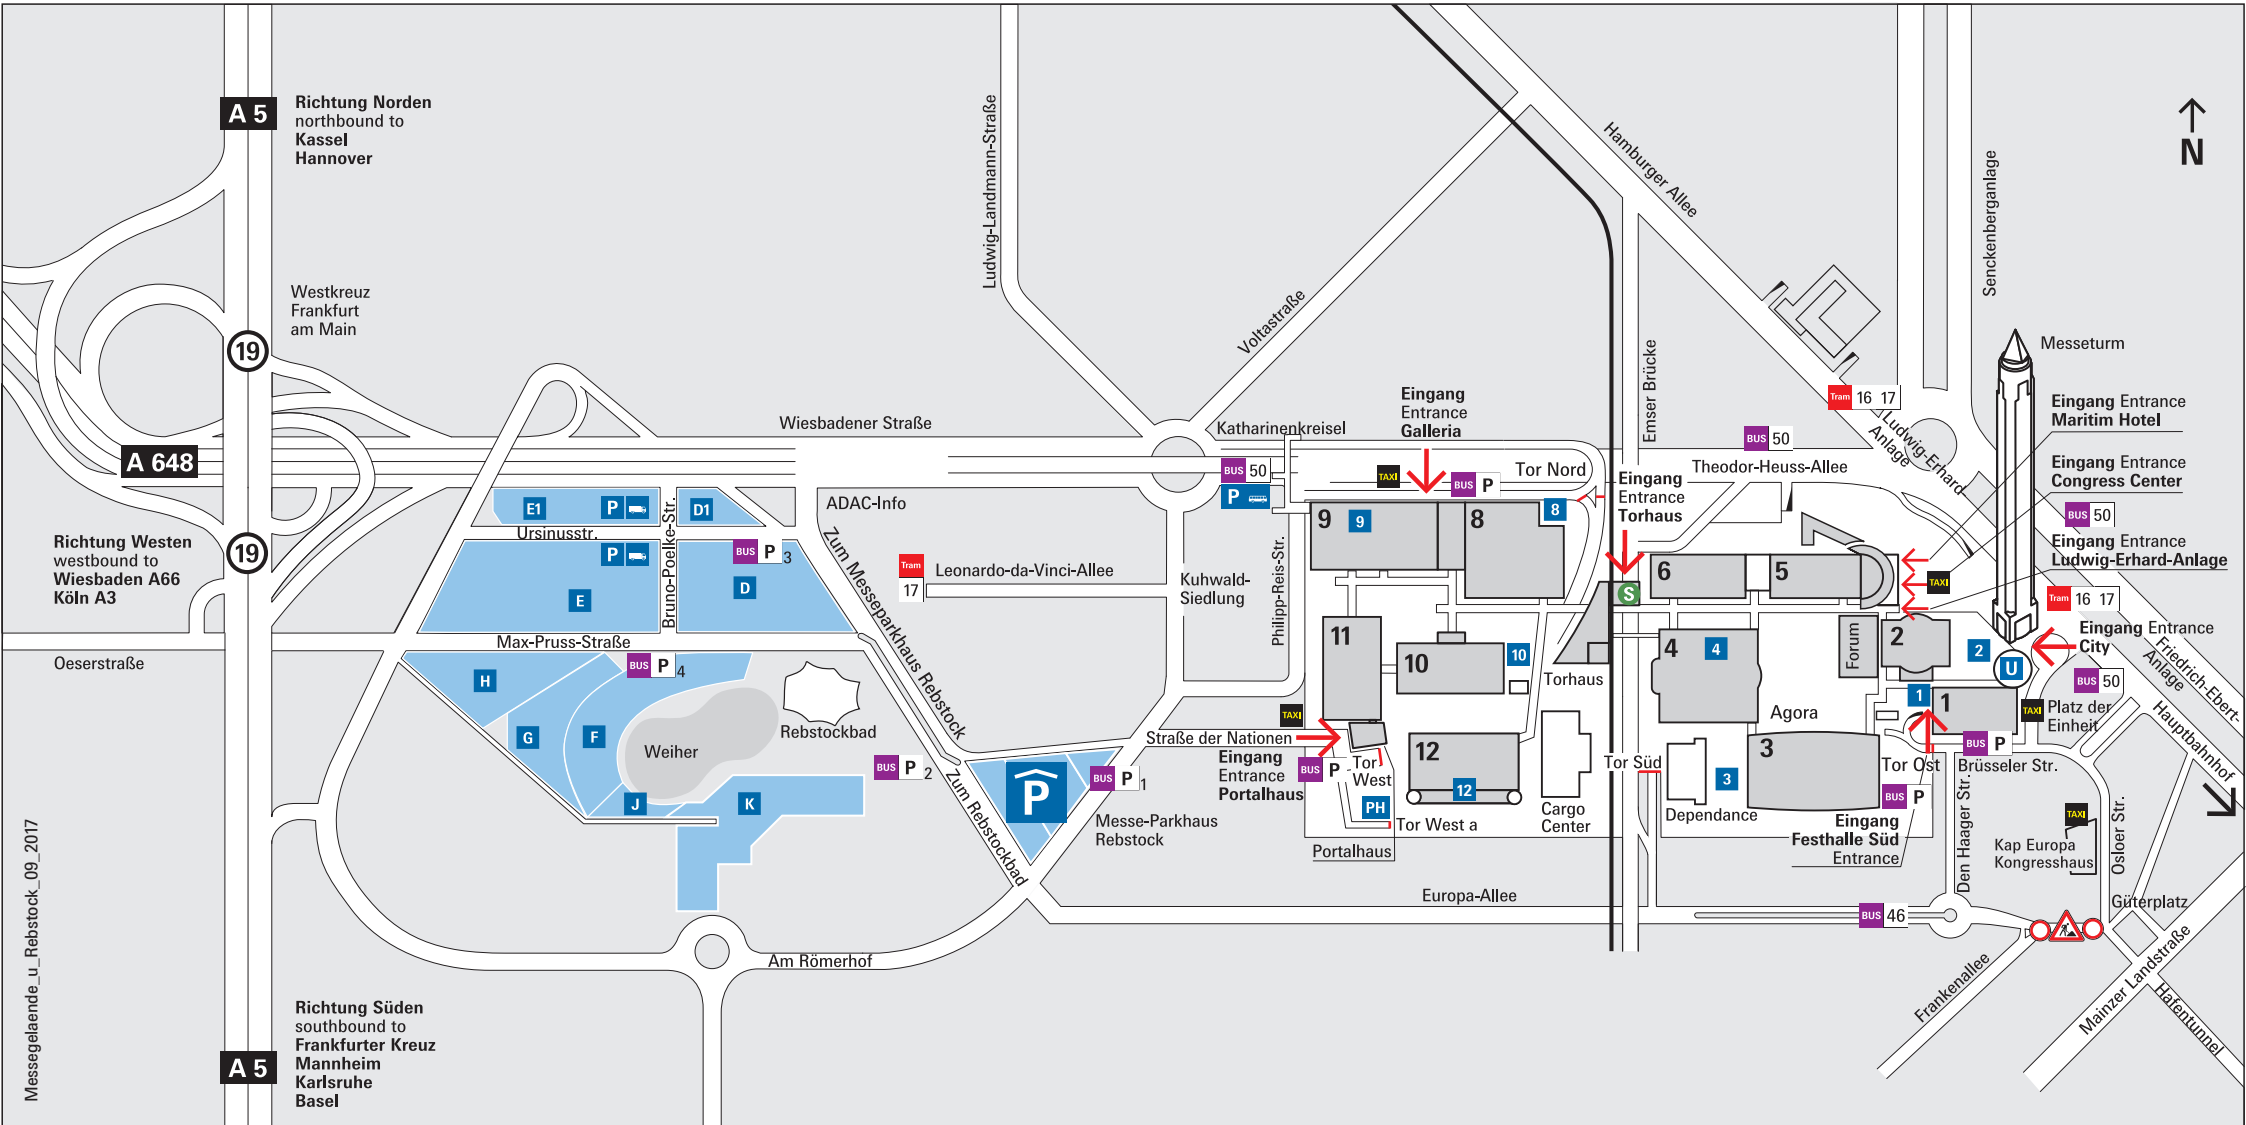 A 5
Richtung Norden
northbound to
Kassel
Hannover
Westkreuz
Frankfurt
am Main
19
A 648
19
Richtung Westen
westbound to
Wiesbaden A66
Köln A3
Oeserstraße
Richtung Süden
southbound to
Frankfurter Kreuz
Mannheim
Karlsruhe
Basel
A 5
Messegelaende_u_Rebstock_09_2017
Wiesbadener Straße
ADAC-Info
E1
P
D1
Ursinusstr.
Bruno-Poelke-Str.
P
BUS P 3
E
D
Max-Pruss-Straße
H
BUS P 4
G
F
J
K
Weiher
Rebstockbad
Zum Messeparkhaus Rebstock
BUS P 2
Zum Rebstockbad
P
BUS P 1
Messe-Parkhaus
Rebstock
Am Römerhof
Tram
17
Leonardo-da-Vinci-Allee
Kuhwald-
Siedlung
Ludwig-Landmann-Straße
Voltastraße
Katharinenkreisel
BUS 50
P
Philipp-Reis-Str.
Eingang
Entrance
Galleria
TAXI
BUS P
Tor Nord
Hamburger Allee
Emser Brücke
Senckenberganlage
N
Messeturm
Tram 16 17
Ludwig-Erhard-
Anlage
BUS 50
Theodor-Heuss-Allee
Eingang
Entrance
Torhaus
Eingang Entrance
Maritim Hotel
Eingang Entrance
Congress Center
BUS 50
Eingang Entrance
Ludwig-Erhard-Anlage
TAXI
Tram 16 17
Eingang Entrance
City
Friedrich-Ebert-
Anlage
BUS 50
9
9
8
8
S
6
5
11
10
10
Torhaus
4
4
Forum
2
2
U
1
1
TAXI
Platz der
Einheit
BUS P
Brüsseler Str.
Hauptbahnhof
TAXI
Straße der Nationen
Eingang
Entrance
Portalhaus
BUS P
Tor
West
PH
Tor West a
Portalhaus
12
12
Cargo
Center
Tor Süd
Agora
3
3
Dependance
Tor Ost
BUS P
Eingang
Festhalle Süd
Entrance
Den Haager Str.
TAXI
Kap Europa
Kongresshaus
Osloer Str.
Güterplatz
Europa-Allee
BUS 46
Frankenallee
Mainzer Landstraße
Hafentunnel